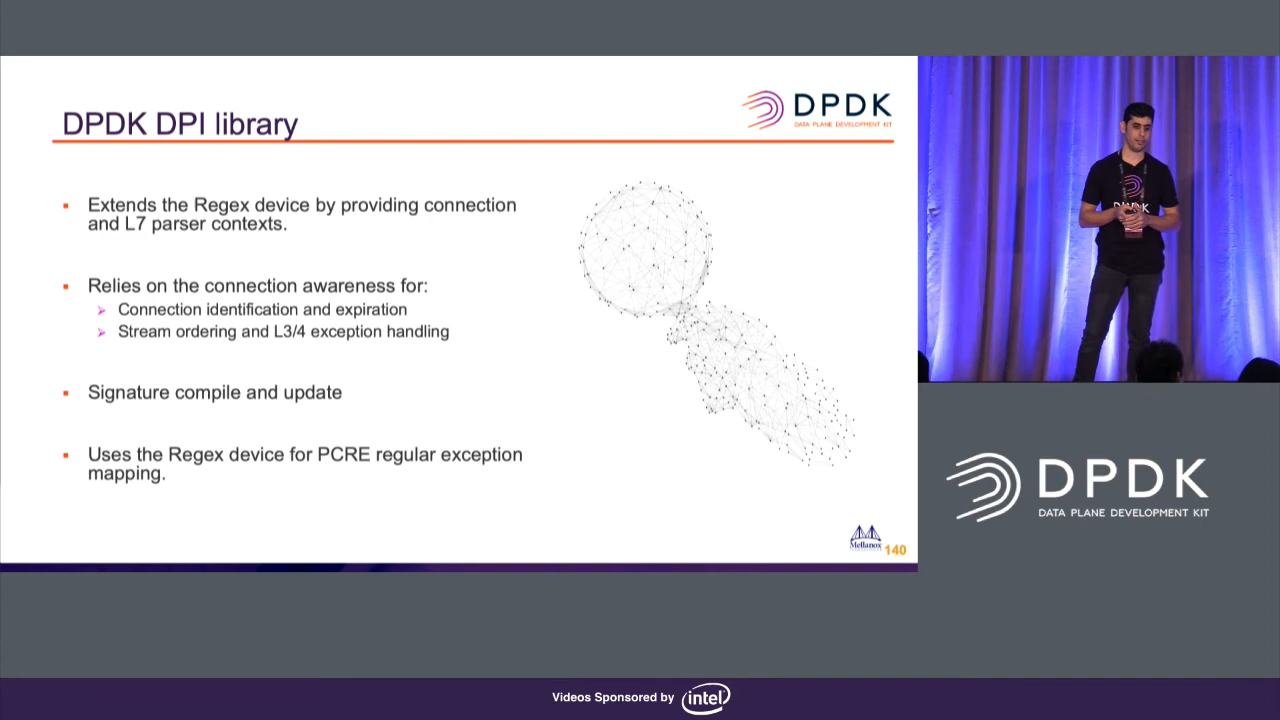 DPDK DPI library
DPDK
DATA PLANE DEVELOPMENT KIT
Extends the Regex device by providing connection
and L7 parser contexts.
Relies on the connection awareness for:
Connection identification and expiration
Stream ordering and L3/4 exception handling
Signature compile and update
Uses the Regex device for PCRE regular exception
mapping.
Mellanox
140
DPDK
DPDK
DATA PLANE DEVELOPMENT KIT
Videos Sponsored by intel